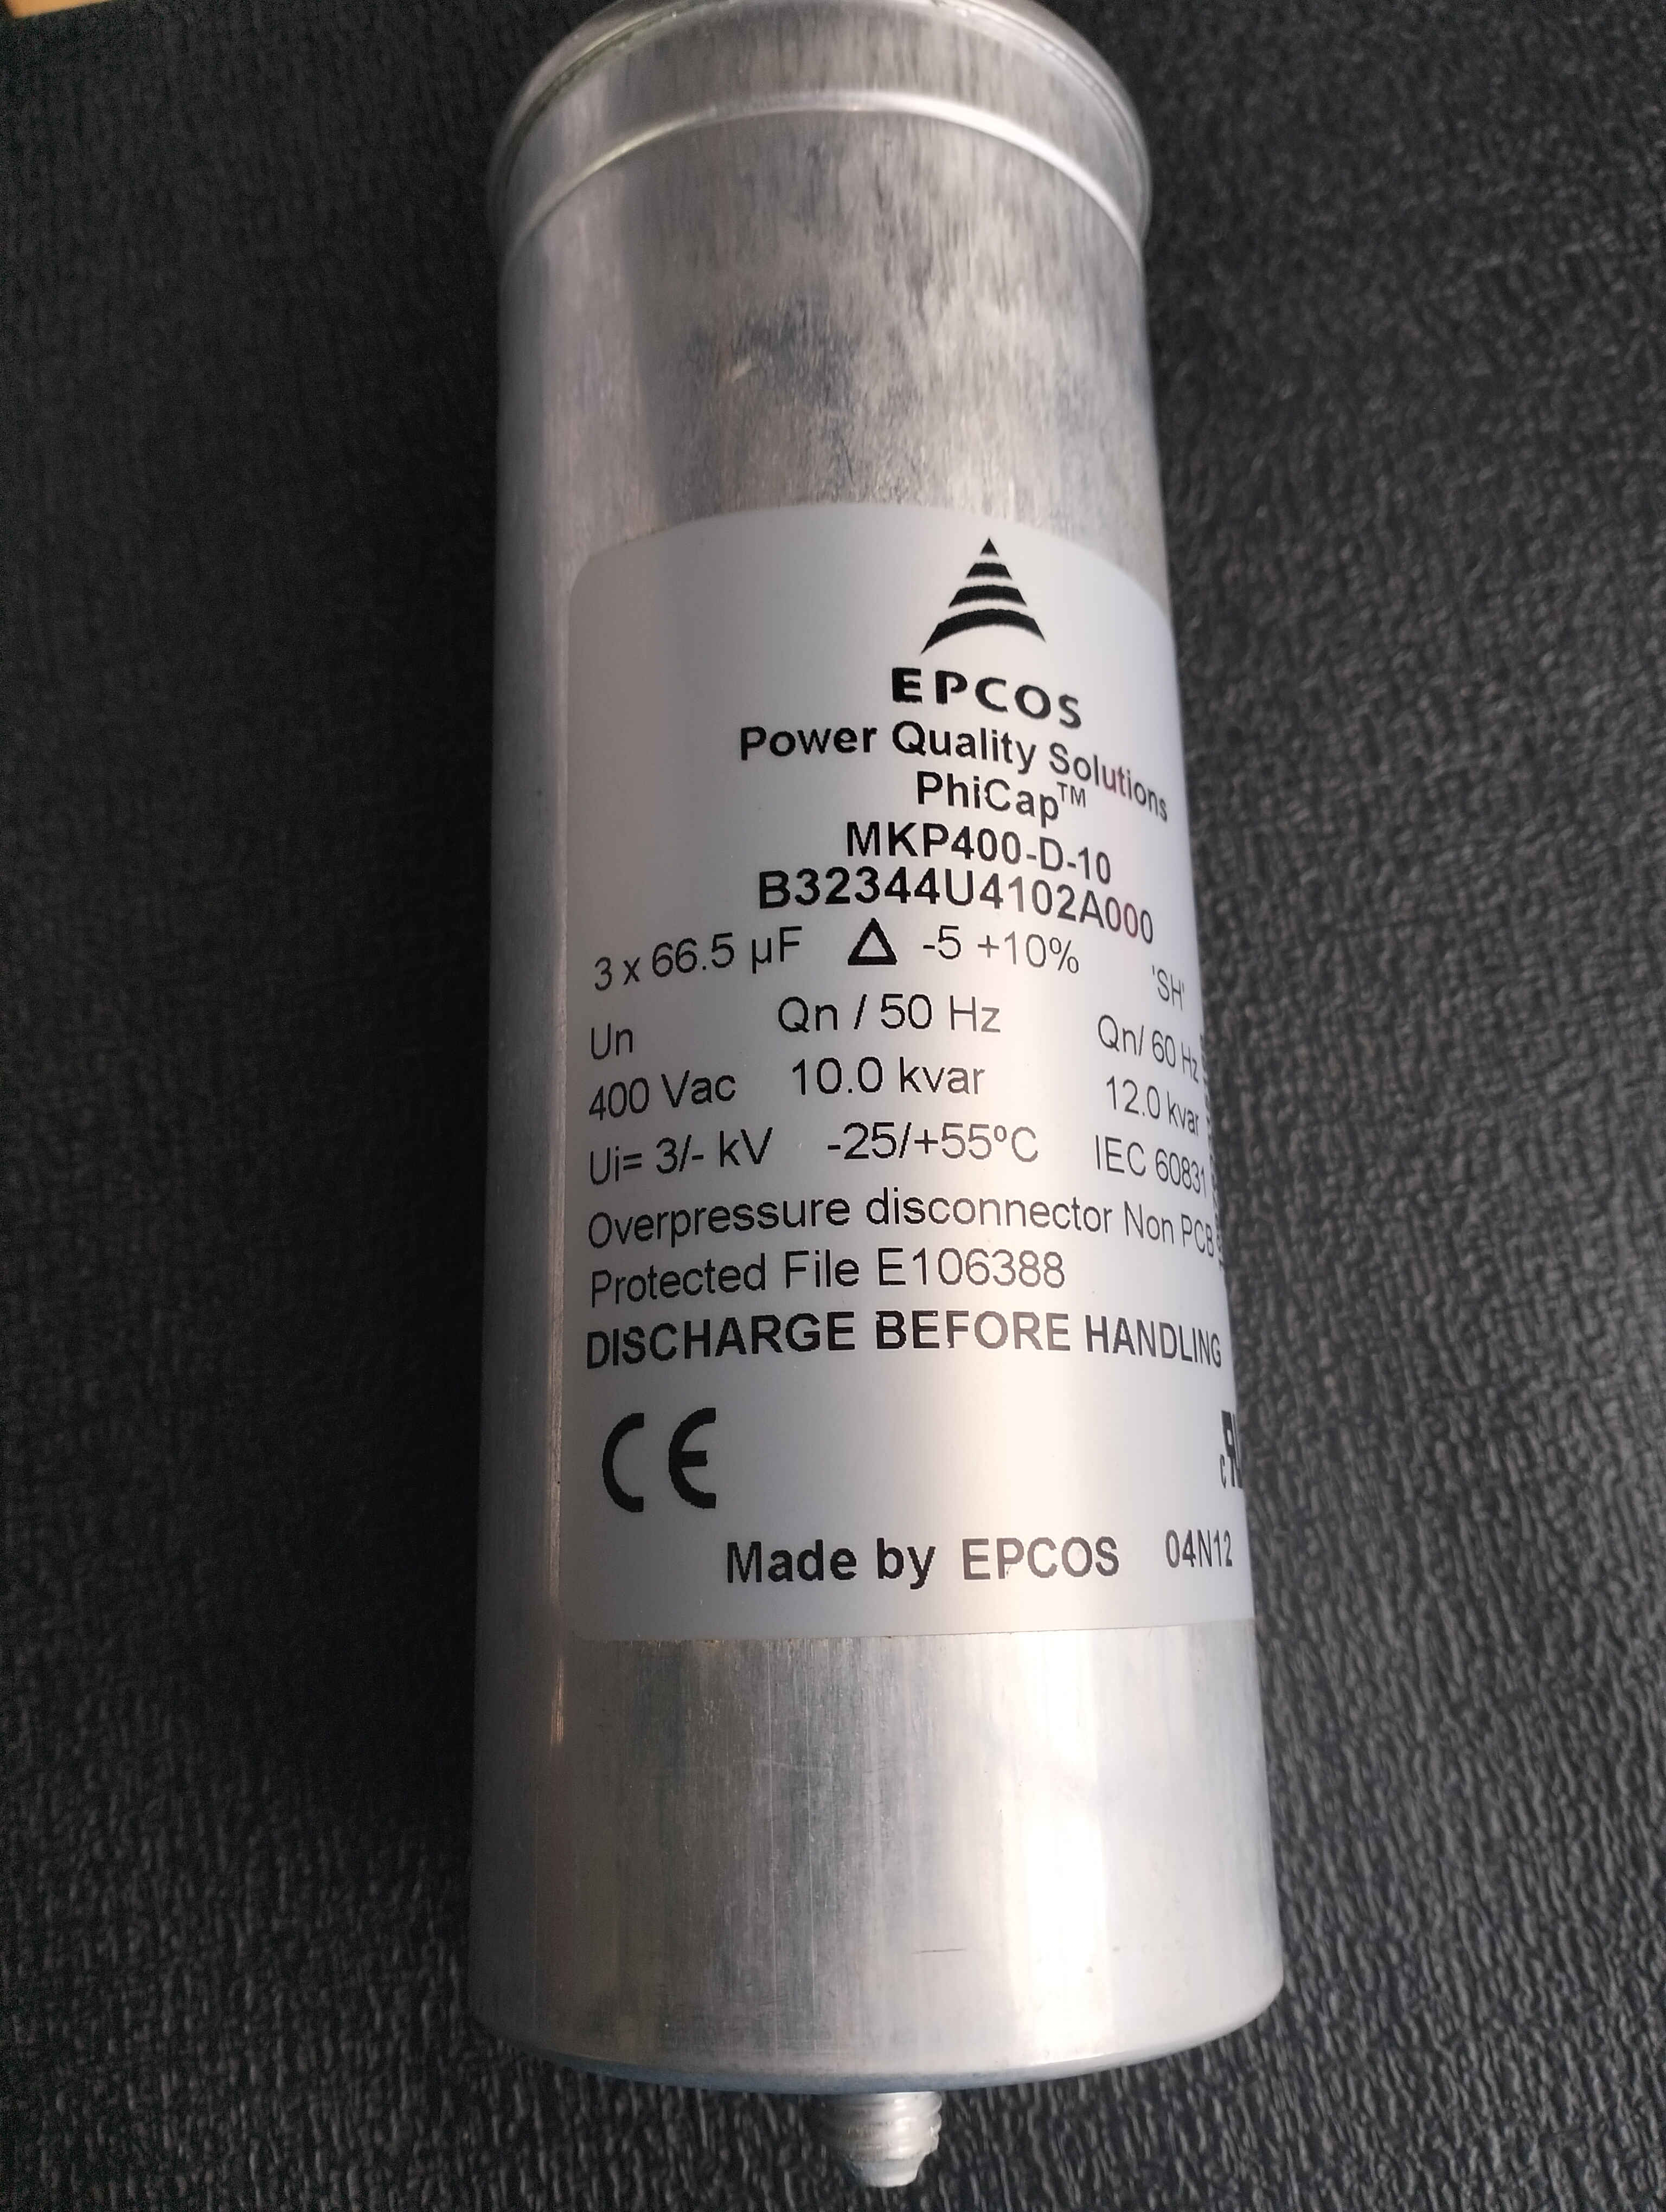 EPCOS
Power Quality Solutions
PhiCap™
MKP400-D-10
B32344U4102A000
3 x 66.5 µF Δ -5 +10% 'SH'
Un Qn / 50 Hz Qn/ 60 Hz
400 Vac 10.0 kvar 12.0 kvar
Ui= 3/- kV -25/+55ºC IEC 60831
Overpressure disconnector Non PCB
Protected File E106388
DISCHARGE BEFORE HANDLING
CE
Made by EPCOS 04N12